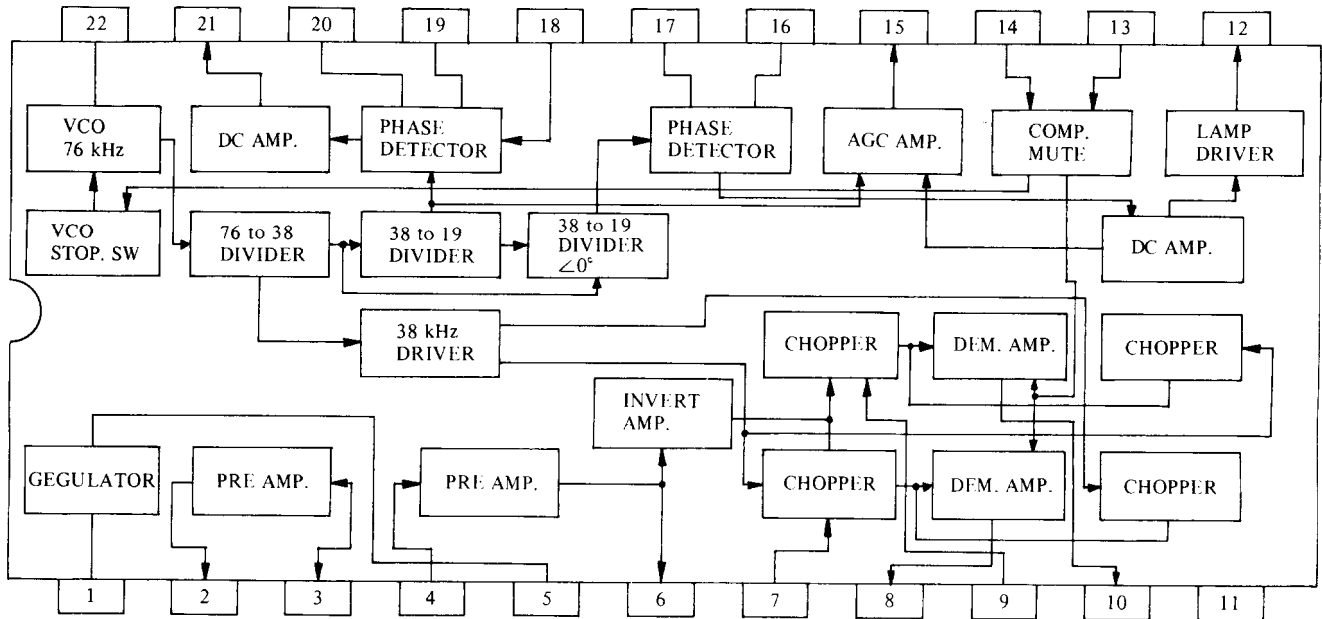 22 21 20 19 18 17 16 15 14 13 12
VCO
76 kHz
DC AMP.
PHASE
DETECTOR
PHASE
DETECTOR
AGC AMP.
COMP.
MUTE
LAMP
DRIVER
VCO
STOP. SW
76 to 38
DIVIDER
38 to 19
DIVIDER
38 to 19
DIVIDER
∠0°
DC AMP.
38 kHz
DRIVER
CHOPPER
DEM. AMP.
CHOPPER
INVERT
AMP.
GEGULATOR
PRE AMP.
PRE AMP.
CHOPPER
DEM. AMP.
CHOPPER
1 2 3 4 5 6 7 8 9 10 11